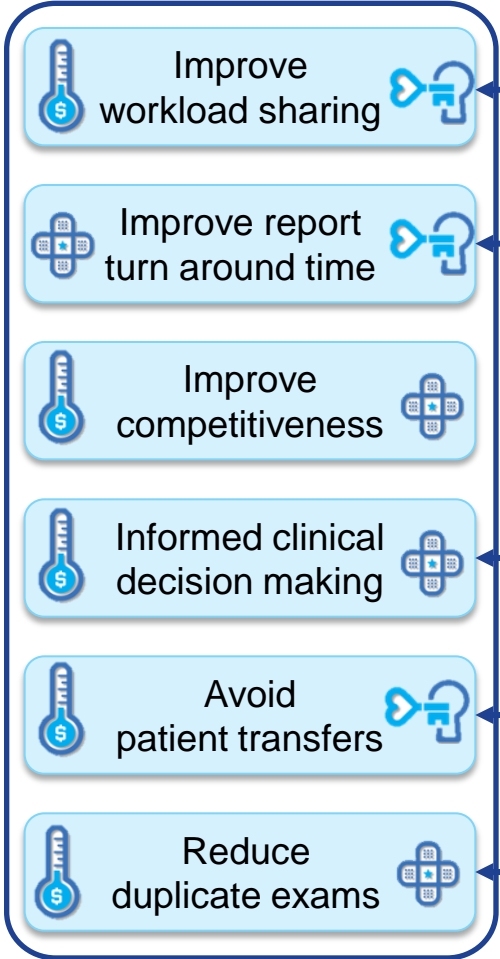 Improve
workload sharing
$
Improve report
turn around time
Improve
competitiveness
$
Informed clinical
decision making
$
Avoid
patient transfers
$
Reduce
duplicate exams
$